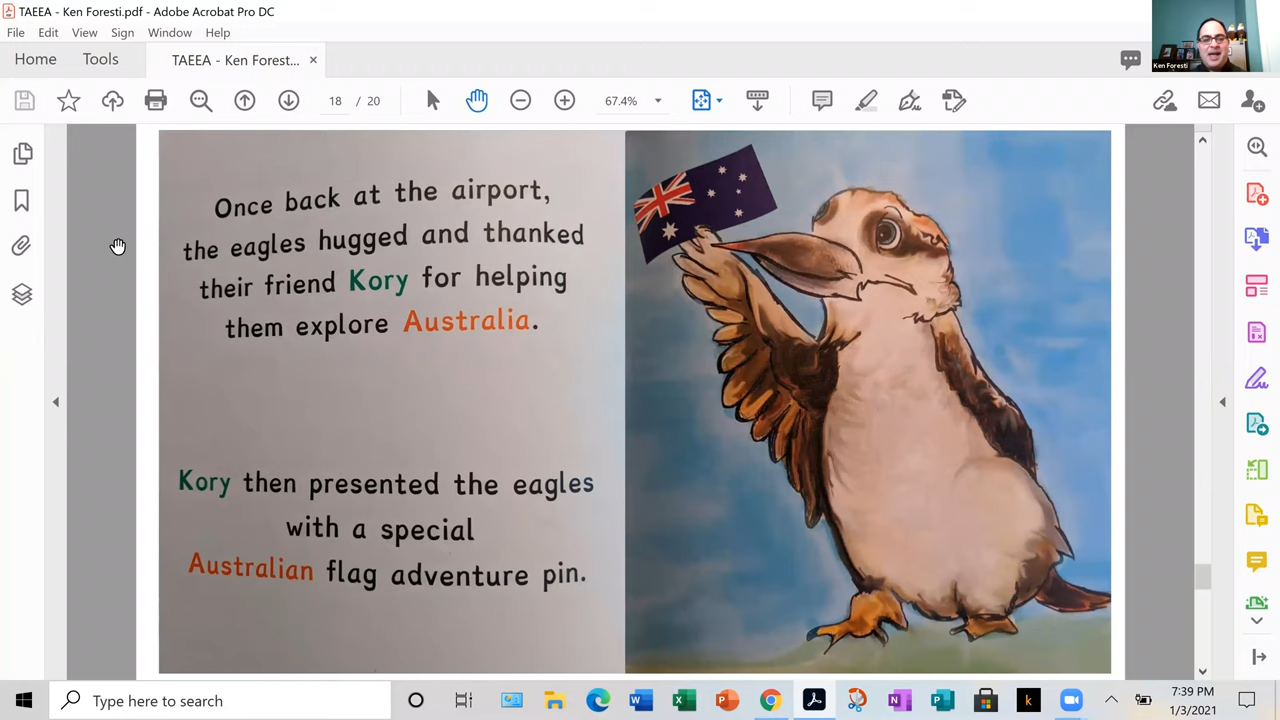 TAEEA - Ken Foresti.pdf - Adobe Acrobat Pro DC
File Edit View Sign Window Help
Home Tools TAEEA - Ken Forest... ×
18 / 20 67.4%
Ken Foresti
Once back at the airport,
the eagles hugged and thanked
their friend Kory for helping
them explore Australia.
Kory then presented the eagles
with a special
Australian flag adventure pin.
Type here to search
7:39 PM
1/3/2021